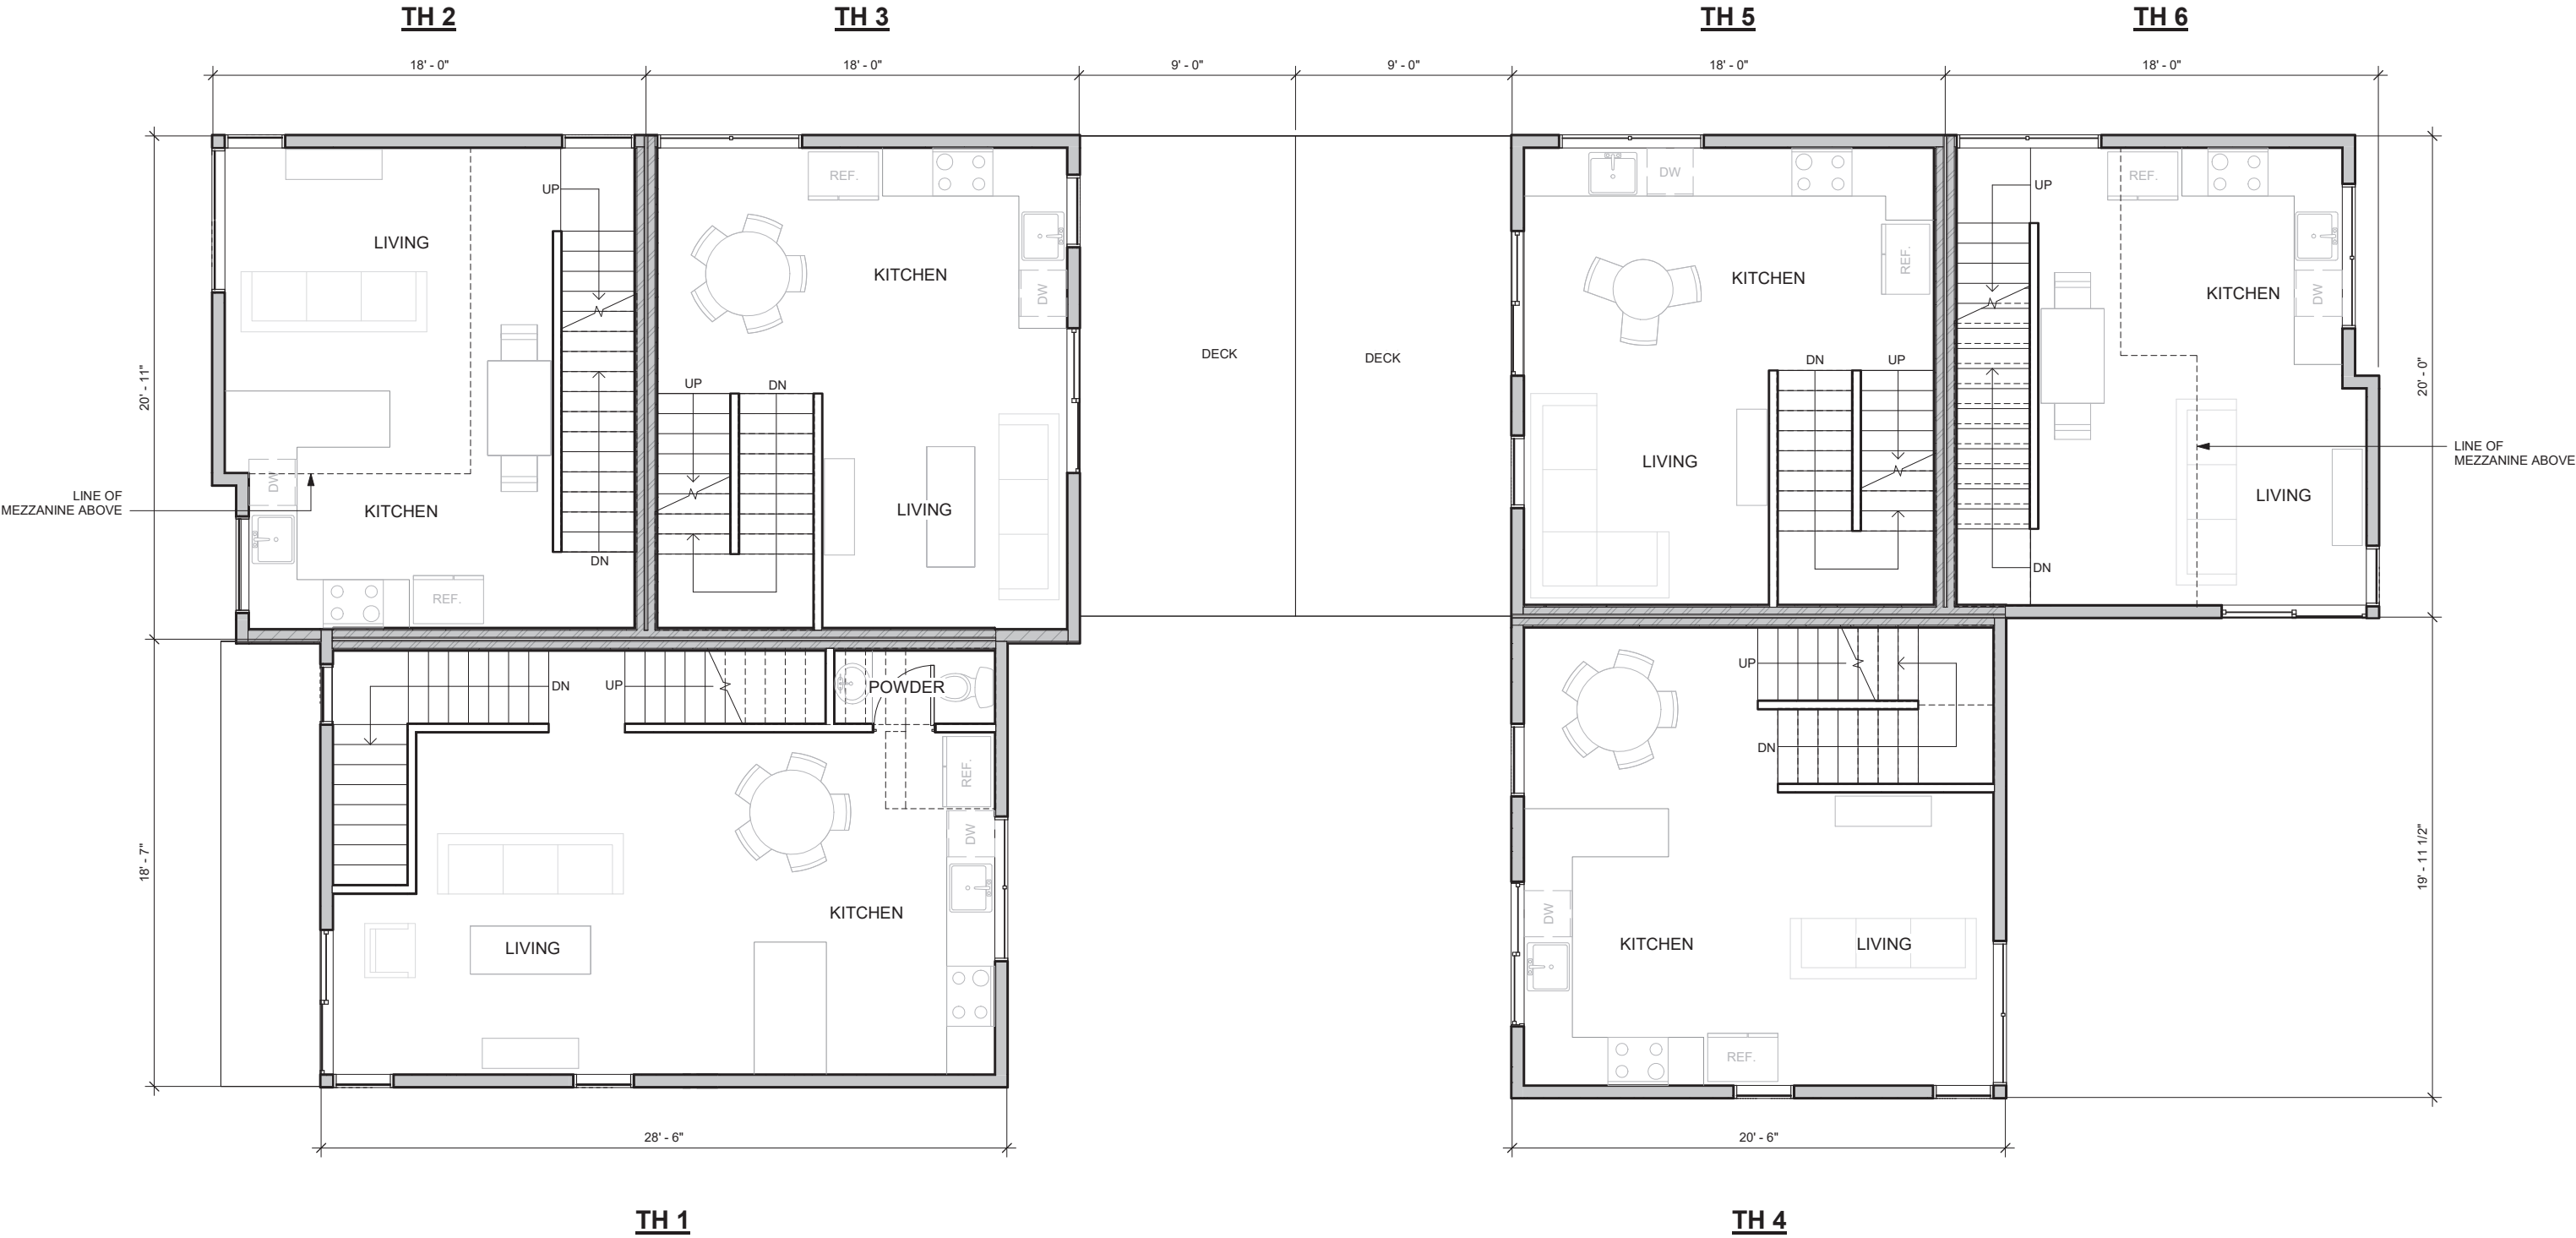 TH 2
TH 3
TH 5
TH 6
18' - 0"
18' - 0"
9' - 0"
9' - 0"
18' - 0"
18' - 0"
REF.
DW
REF.
UP
UP
LIVING
KITCHEN
DW
KITCHEN
REF.
KITCHEN
DW
DECK
DECK
20' - 11"
20' - 0"
UP
DN
DN
UP
LINE OF
MEZZANINE ABOVE
LIVING
LINE OF
MEZZANINE ABOVE
DW
KITCHEN
LIVING
LIVING
DN
DN
REF.
DN
UP
POWDER
UP
DN
REF.
DW
18' - 7"
19' - 11 1/2"
KITCHEN
LIVING
DW
KITCHEN
LIVING
REF.
28' - 6"
20' - 6"
TH 1
TH 4